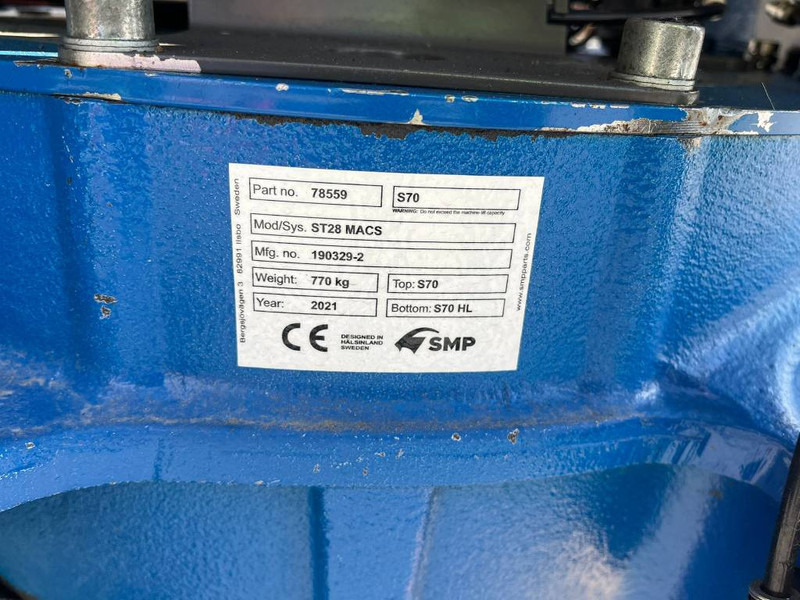 Part no. 78559
S70
WARNING: Do not exceed the machine lift capacity
Mod/Sys. ST28 MACS
Mfg. no. 190329-2
Weight: 770 kg
Top: S70
Year: 2021
Bottom: S70 HL
CE
DESIGNED IN
HÄLSINLAND
SWEDEN
SMP
Bergsjövägen 3 82991 Ilsbo Sweden
www.smpparts.com